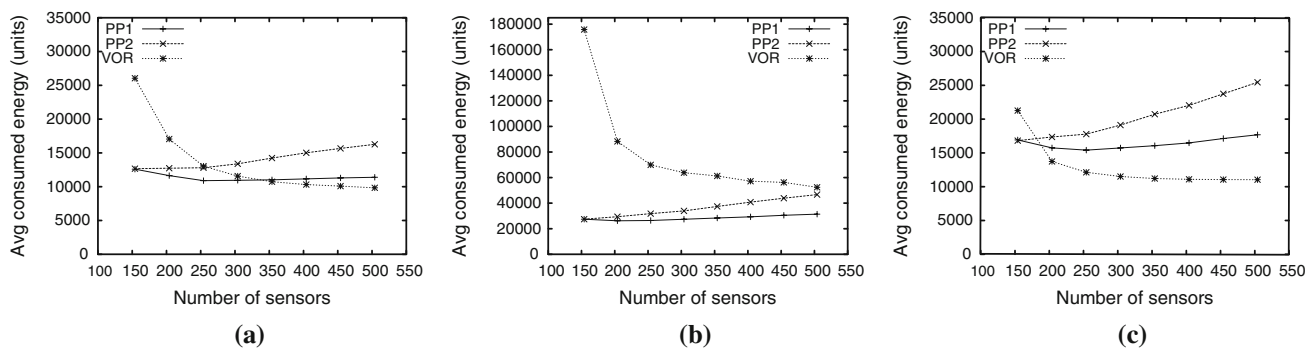 35000
30000
25000
20000
15000
10000
5000
0
100 150 200 250 300 350 400 450 500 550
Avg consumed energy (units)
Number of sensors
PP1
PP2
VOR
(a)
180000
160000
140000
120000
100000
80000
60000
40000
20000
0
100 150 200 250 300 350 400 450 500 550
Avg consumed energy (units)
Number of sensors
PP1
PP2
VOR
(b)
35000
30000
25000
20000
15000
10000
5000
0
100 150 200 250 300 350 400 450 500 550
Avg consumed energy (units)
Number of sensors
PP1
PP2
VOR
(c)